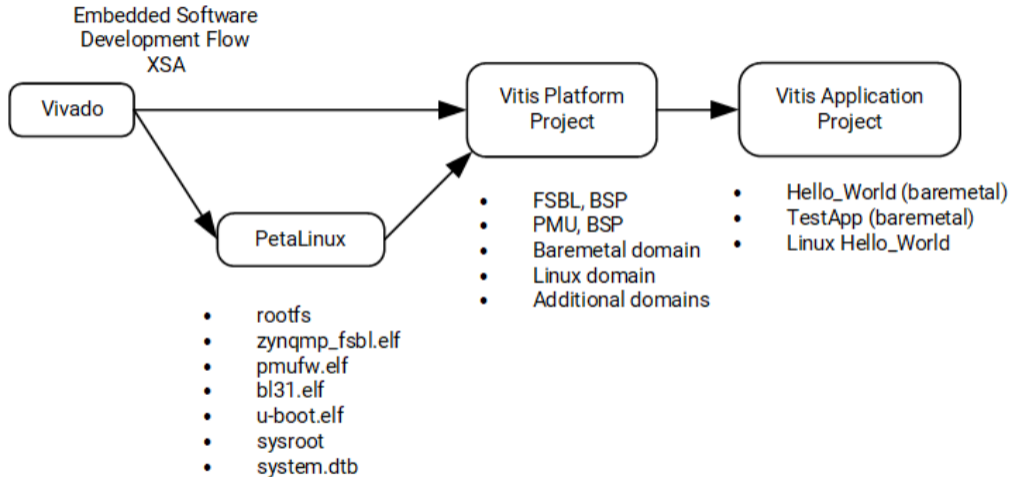 Embedded Software
Development Flow
XSA
Vivado
Vitis Platform
Project
Vitis Application
Project
PetaLinux
• FSBL, BSP
• PMU, BSP
• Baremetal domain
• Linux domain
• Additional domains
• Hello_World (baremetal)
• TestApp (baremetal)
• Linux Hello_World
• rootfs
• zynqmp_fsbl.elf
• pmufw.elf
• bl31.elf
• u-boot.elf
• sysroot
• system.dtb